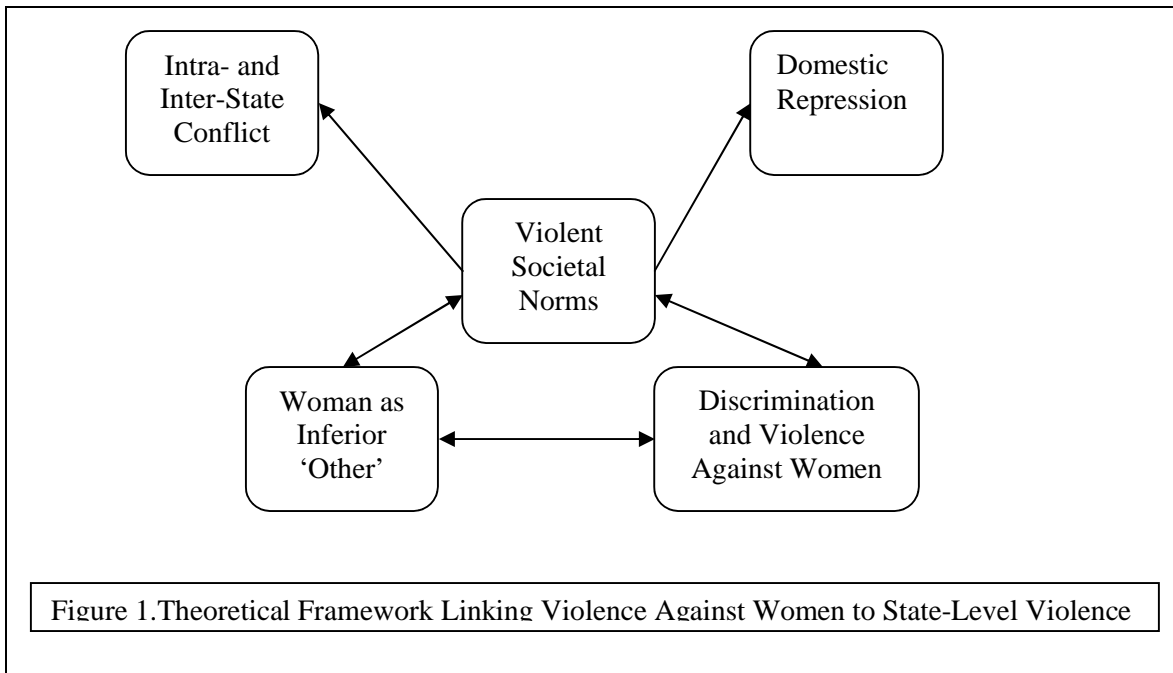 Intra- and
Inter-State
Conflict
Domestic
Repression
Violent
Societal
Norms
Woman as
Inferior
‘Other’
Discrimination
and Violence
Against Women
Figure 1.Theoretical Framework Linking Violence Against Women to State-Level Violence